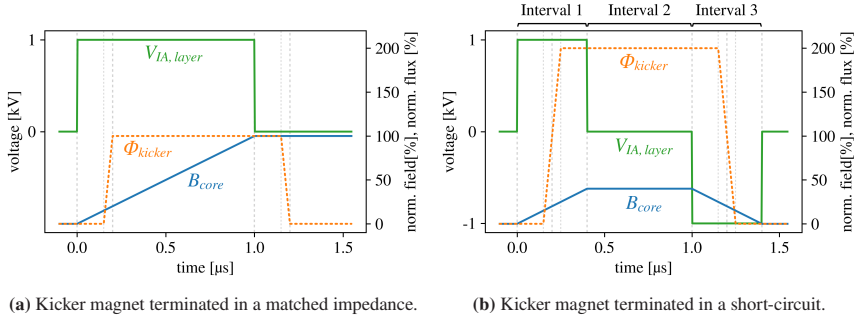 Interval 1 Interval 2 Interval 3
1
0
voltage [kV]
V_IA, layer
Φ_kicker
B_core
200
150
100
50
0
norm. field[%], norm. flux [%]
0.0 0.5 1.0 1.5
time [µs]
1
0
-1
voltage [kV]
Φ_kicker
V_IA, layer
B_core
200
150
100
50
0
norm. field[%], norm. flux [%]
0.0 0.5 1.0 1.5
time [µs]
(a) Kicker magnet terminated in a matched impedance.
(b) Kicker magnet terminated in a short-circuit.